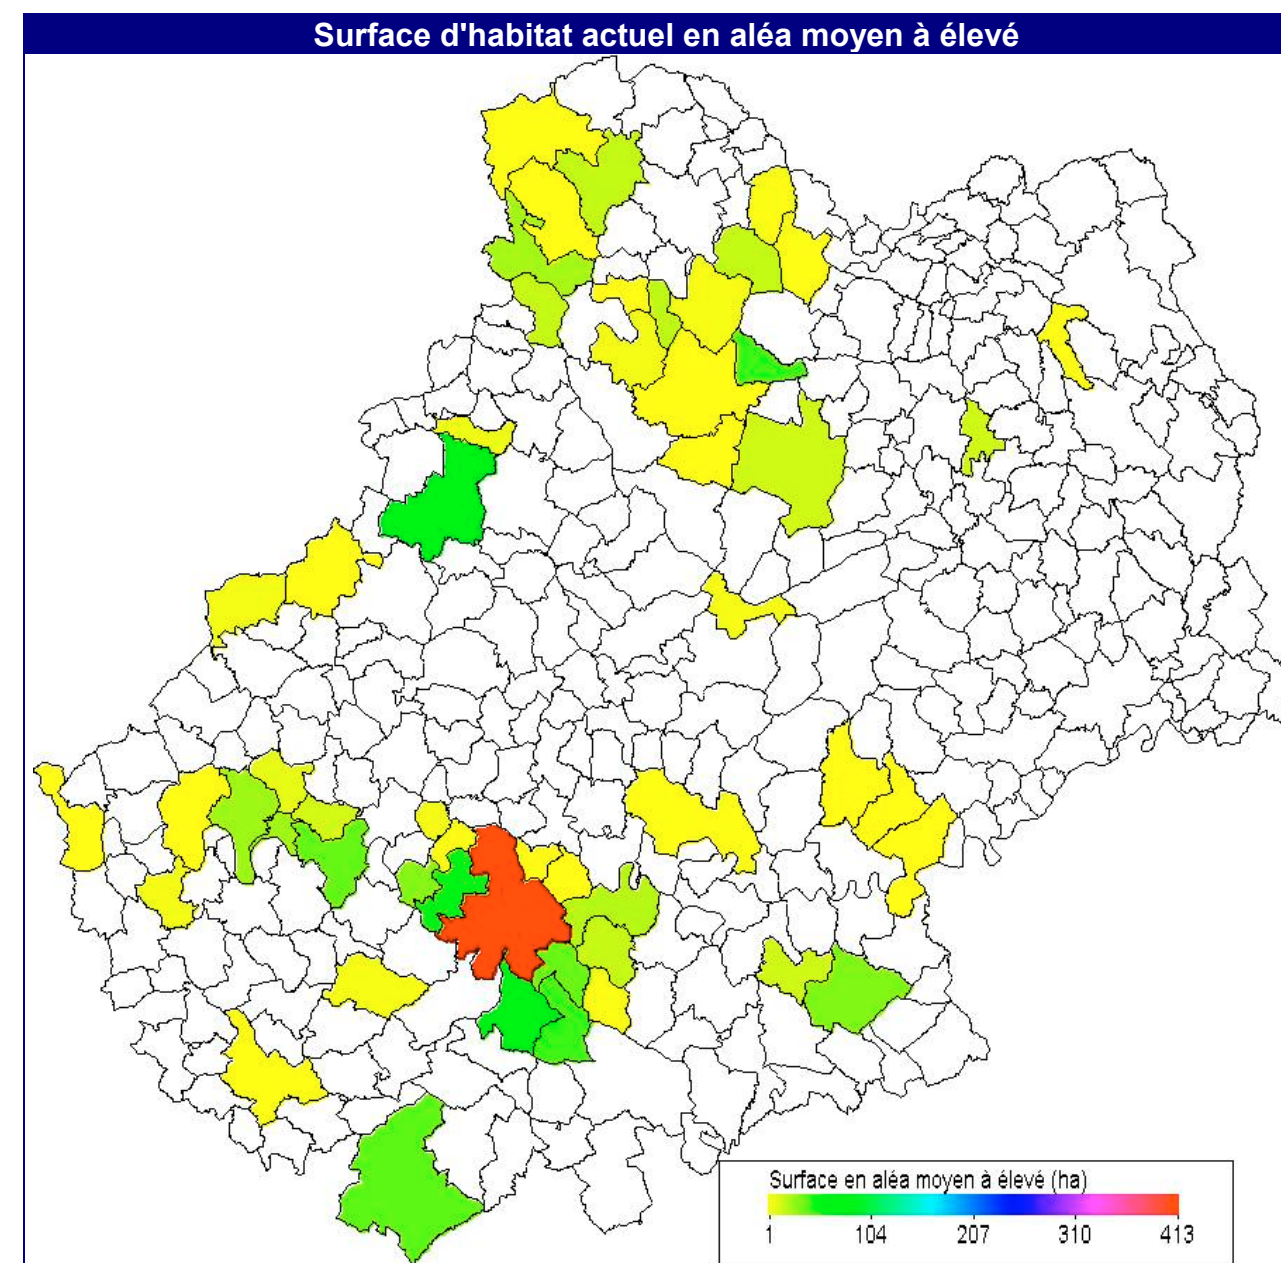 Surface d'habitat actuel en aléa moyen à élevé
Surface en aléa moyen à élevé (ha)
1 104 207 310 413